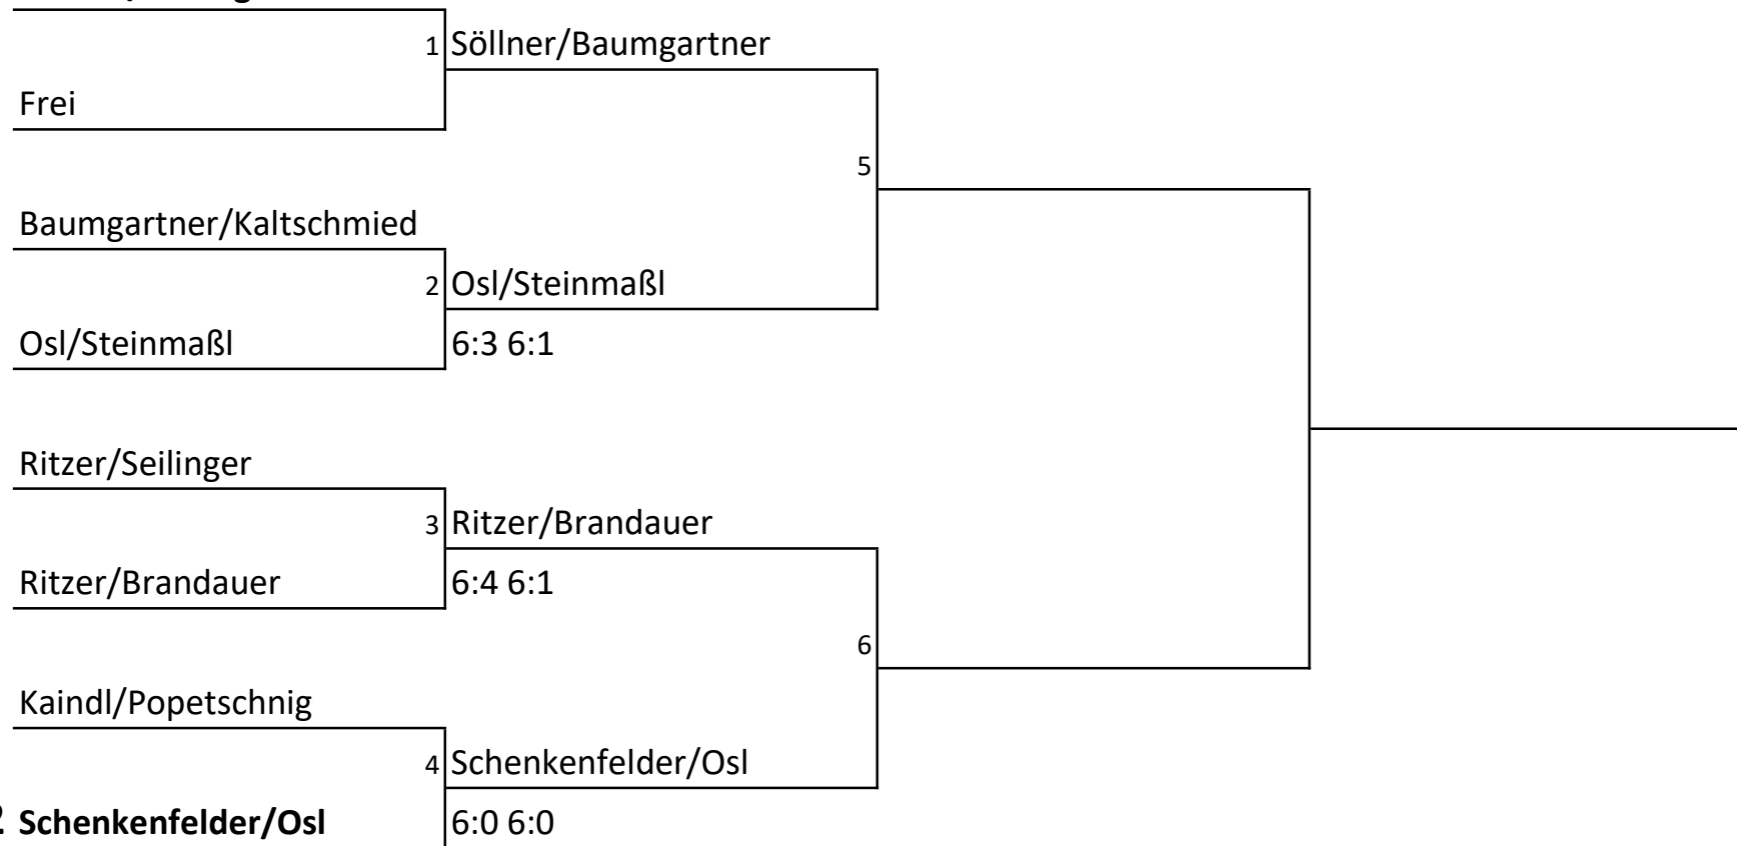 1 Söllner/Baumgartner
Frei
5
Baumgartner/Kaltschmied
2 Osl/Steinmaßl
Osl/Steinmaßl 6:3 6:1
Ritzer/Seilinger
3 Ritzer/Brandauer
Ritzer/Brandauer 6:4 6:1
6
Kaindl/Popetschnig
4 Schenkenfelder/Osl
Schenkenfelder/Osl 6:0 6:0